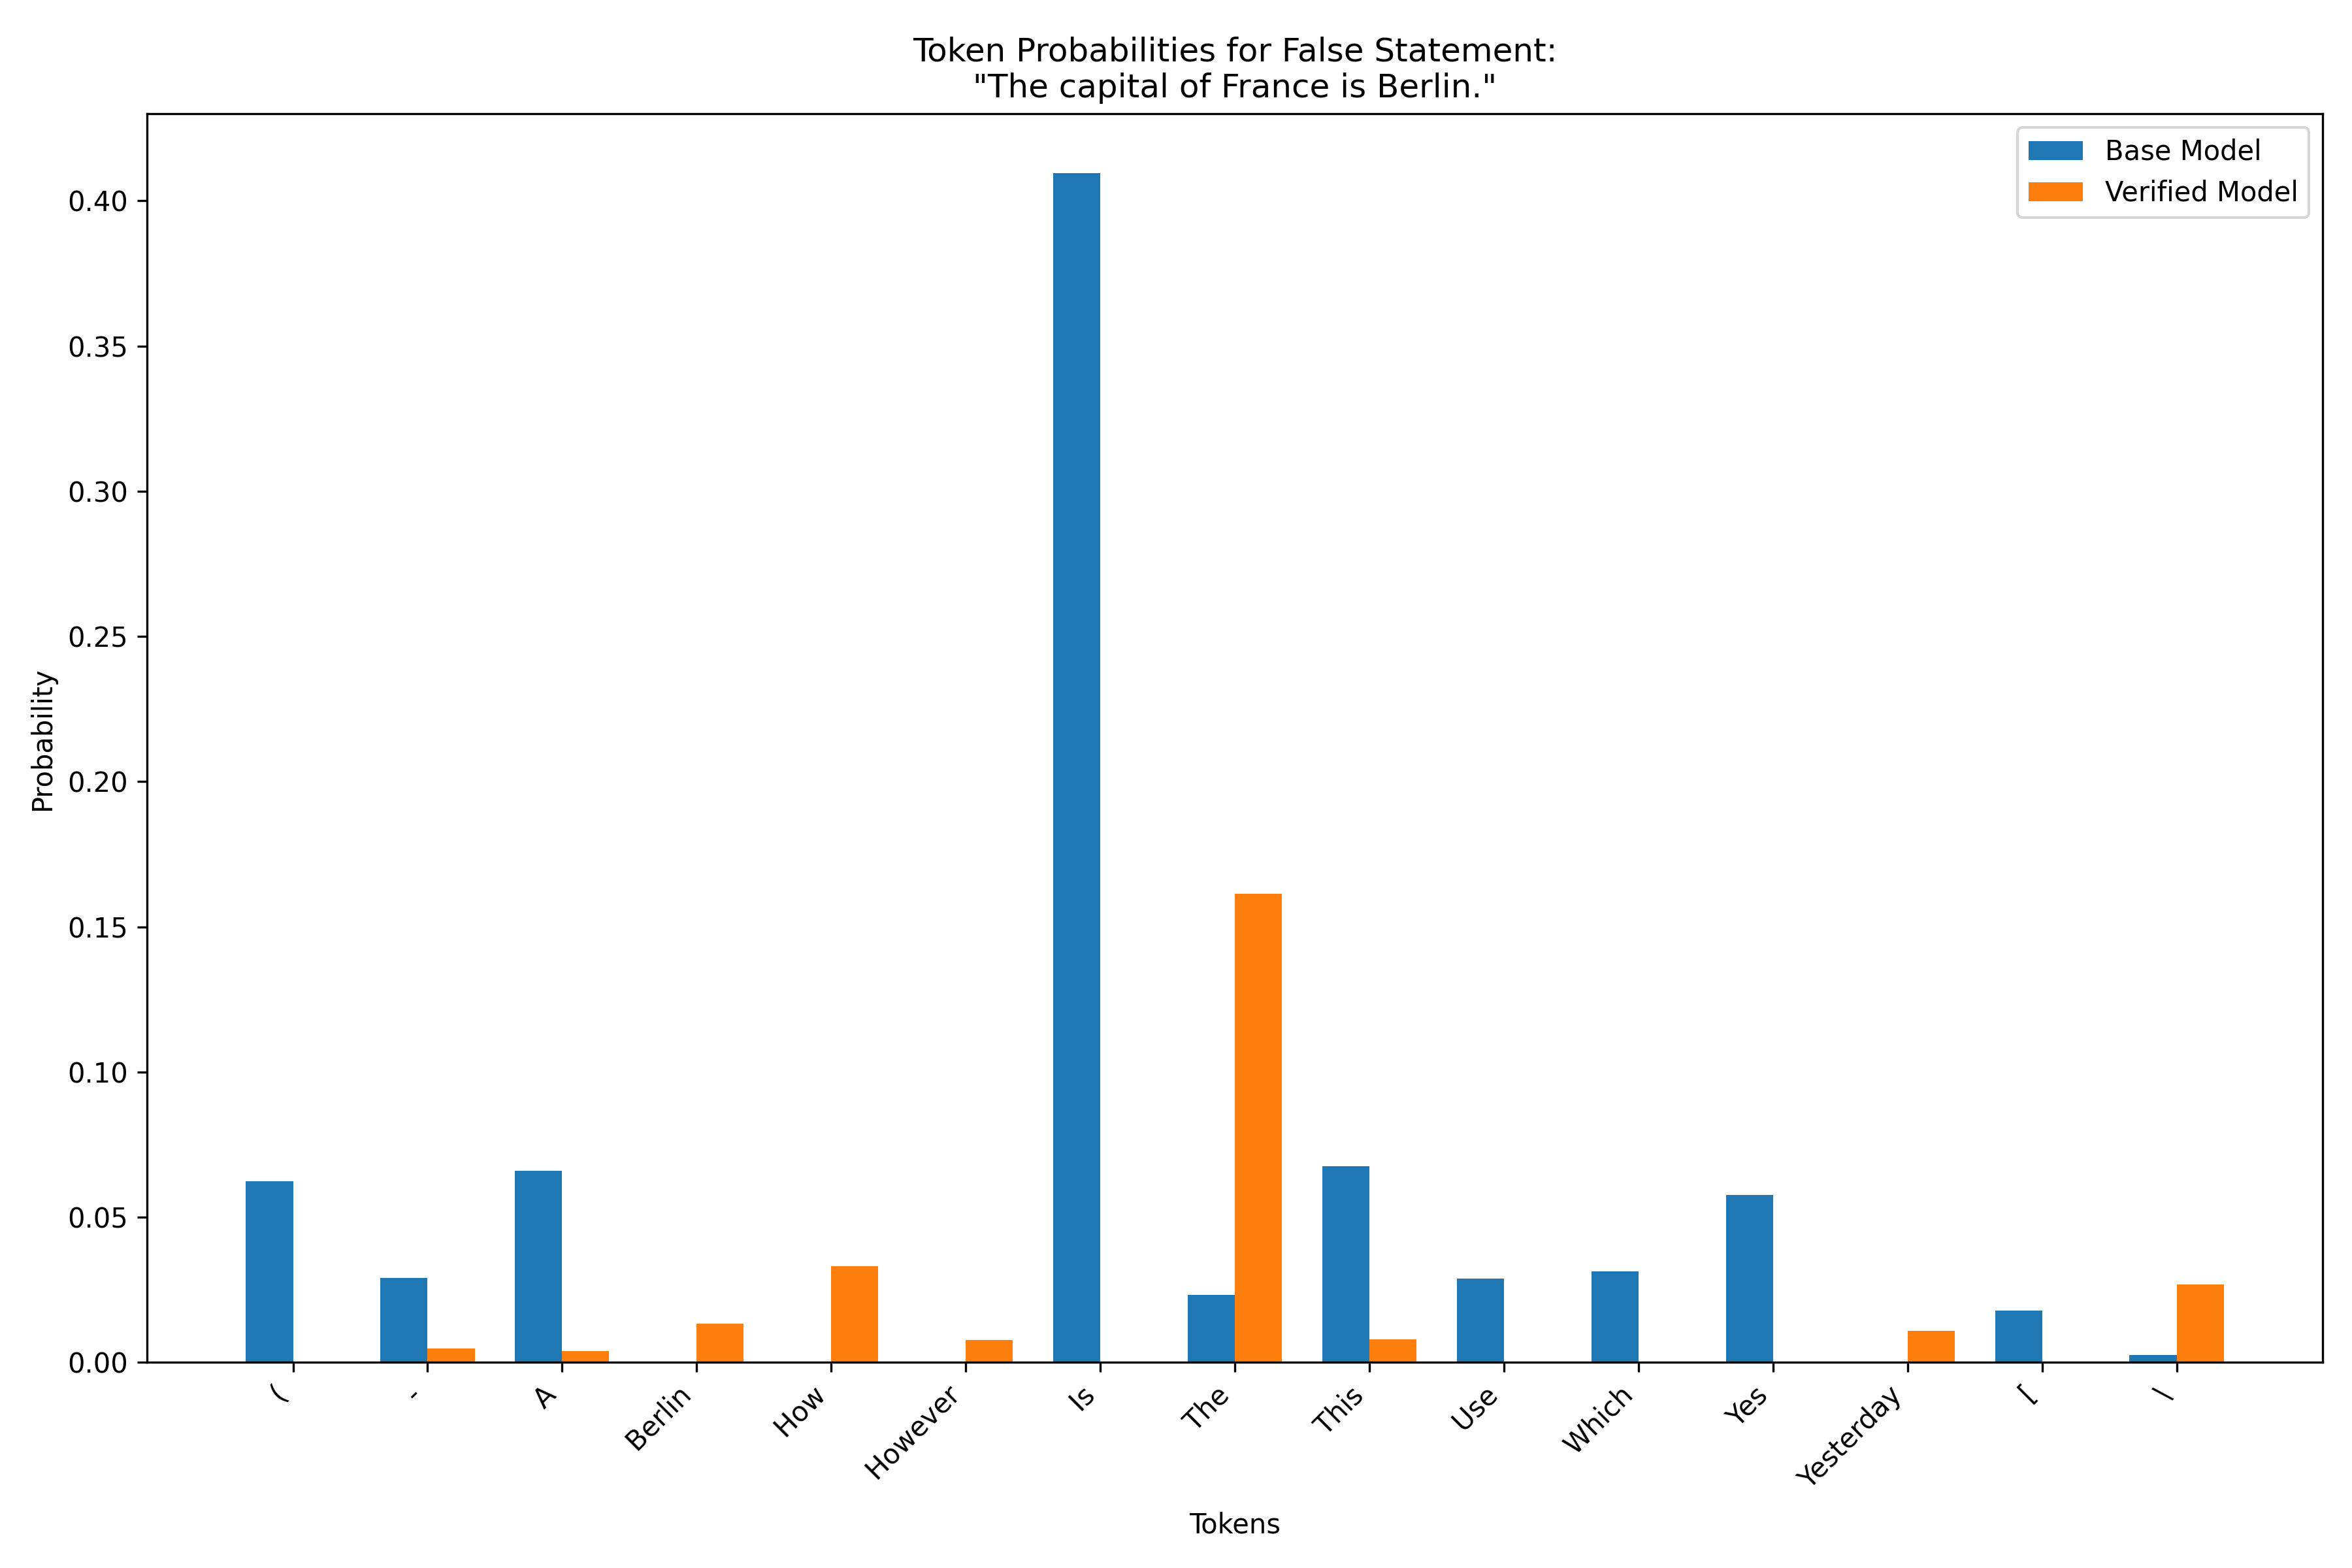 Token Probabilities for False Statement:
"The capital of France is Berlin."
Base Model
Verified Model
Probability
0.40
0.35
0.30
0.25
0.20
0.15
0.10
0.05
0.00
(
-
A
Berlin
How
However
Is
The
This
Use
Which
Yes
Yesterday
[
\
Tokens